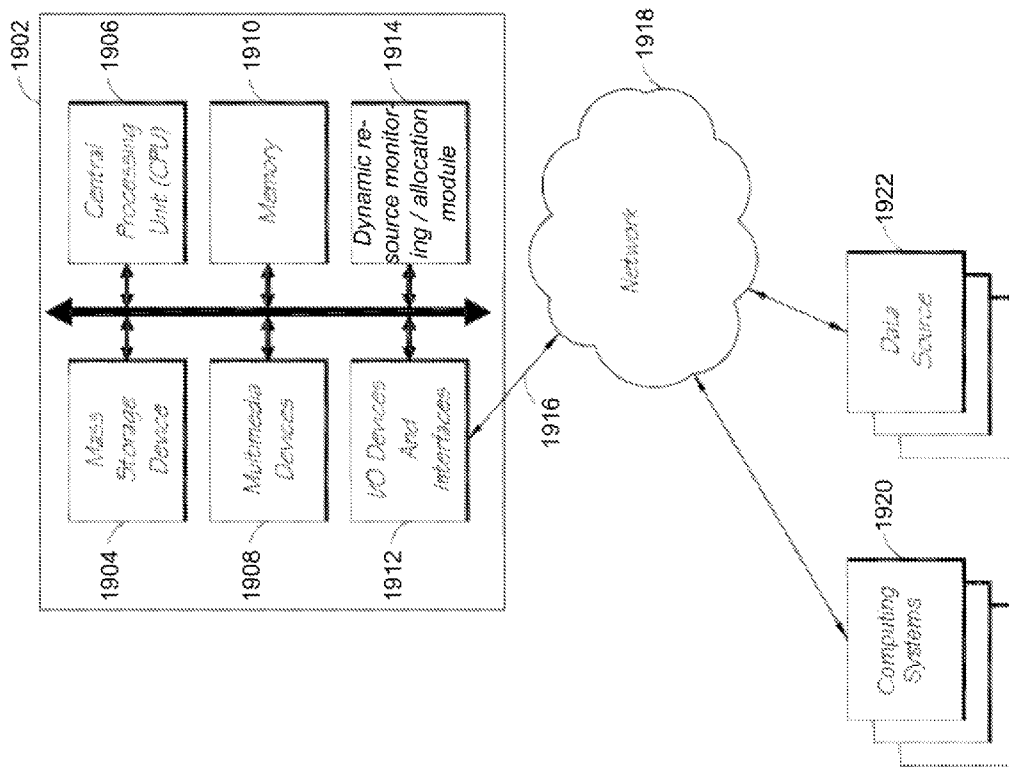 1902
1904
Mass
Storage
Device
Central
Processing
Unit (CPU)
1906
1908
Multimedia
Devices
Memory
1910
1912
I/O Devices
And
Interfaces
Dynamic re-
source monitor-
ing / allocation
module
1914
1916
Network
1918
Computing
Systems
1920
Data
Source
1922